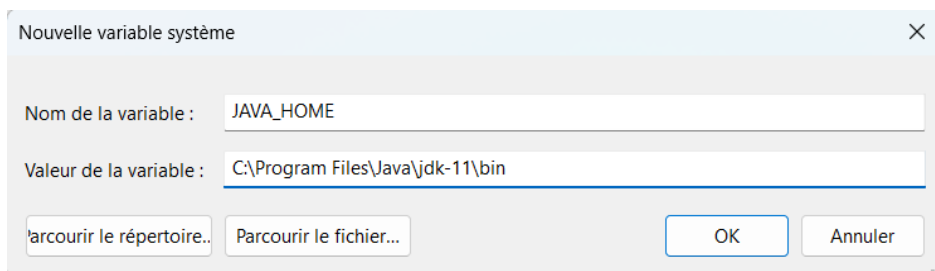 Nouvelle variable système
Nom de la variable : JAVA_HOME
Valeur de la variable : C:\Program Files\Java\jdk-11\bin
arcourir le répertoire.. Parcourir le fichier... OK Annuler